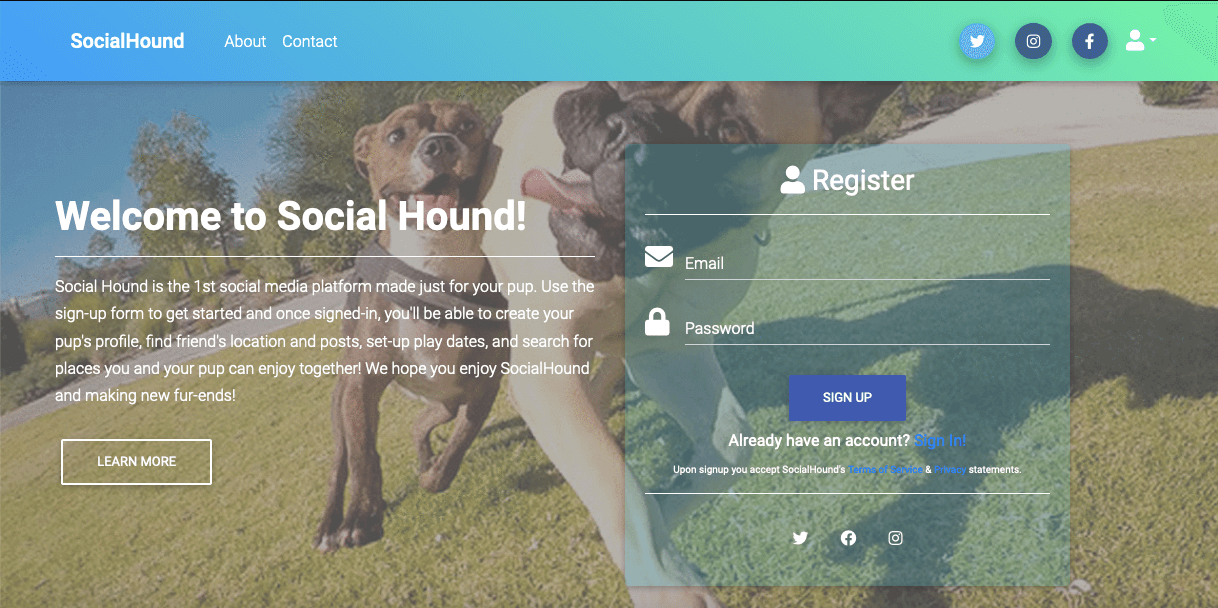 SocialHound
About
Contact
Welcome to Social Hound!
Social Hound is the 1st social media platform made just for your pup. Use the
sign-up form to get started and once signed-in, you'll be able to create your
pup's profile, find friend's location and posts, set-up play dates, and search for
places you and your pup can enjoy together! We hope you enjoy SocialHound
and making new fur-ends!
LEARN MORE
Register
Email
Password
SIGN UP
Already have an account? Sign In!
Upon signup you accept SocialHound's Terms of Service & Privacy statements.